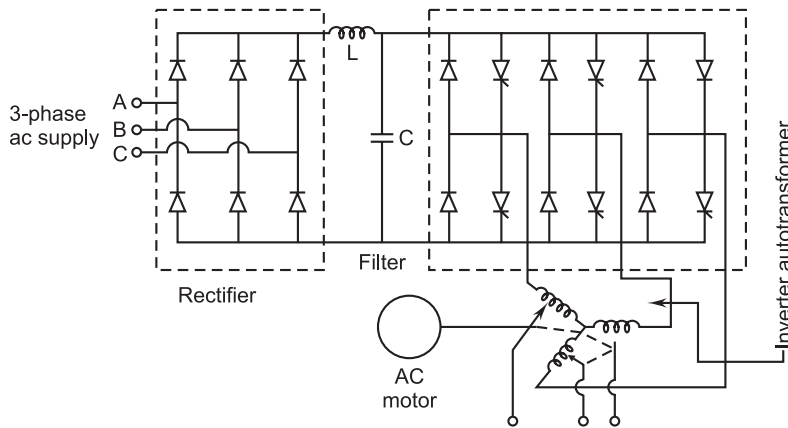 3-phase
ac supply
A
B
C
L
C
Filter
Rectifier
AC
motor
Inverter autotransformer